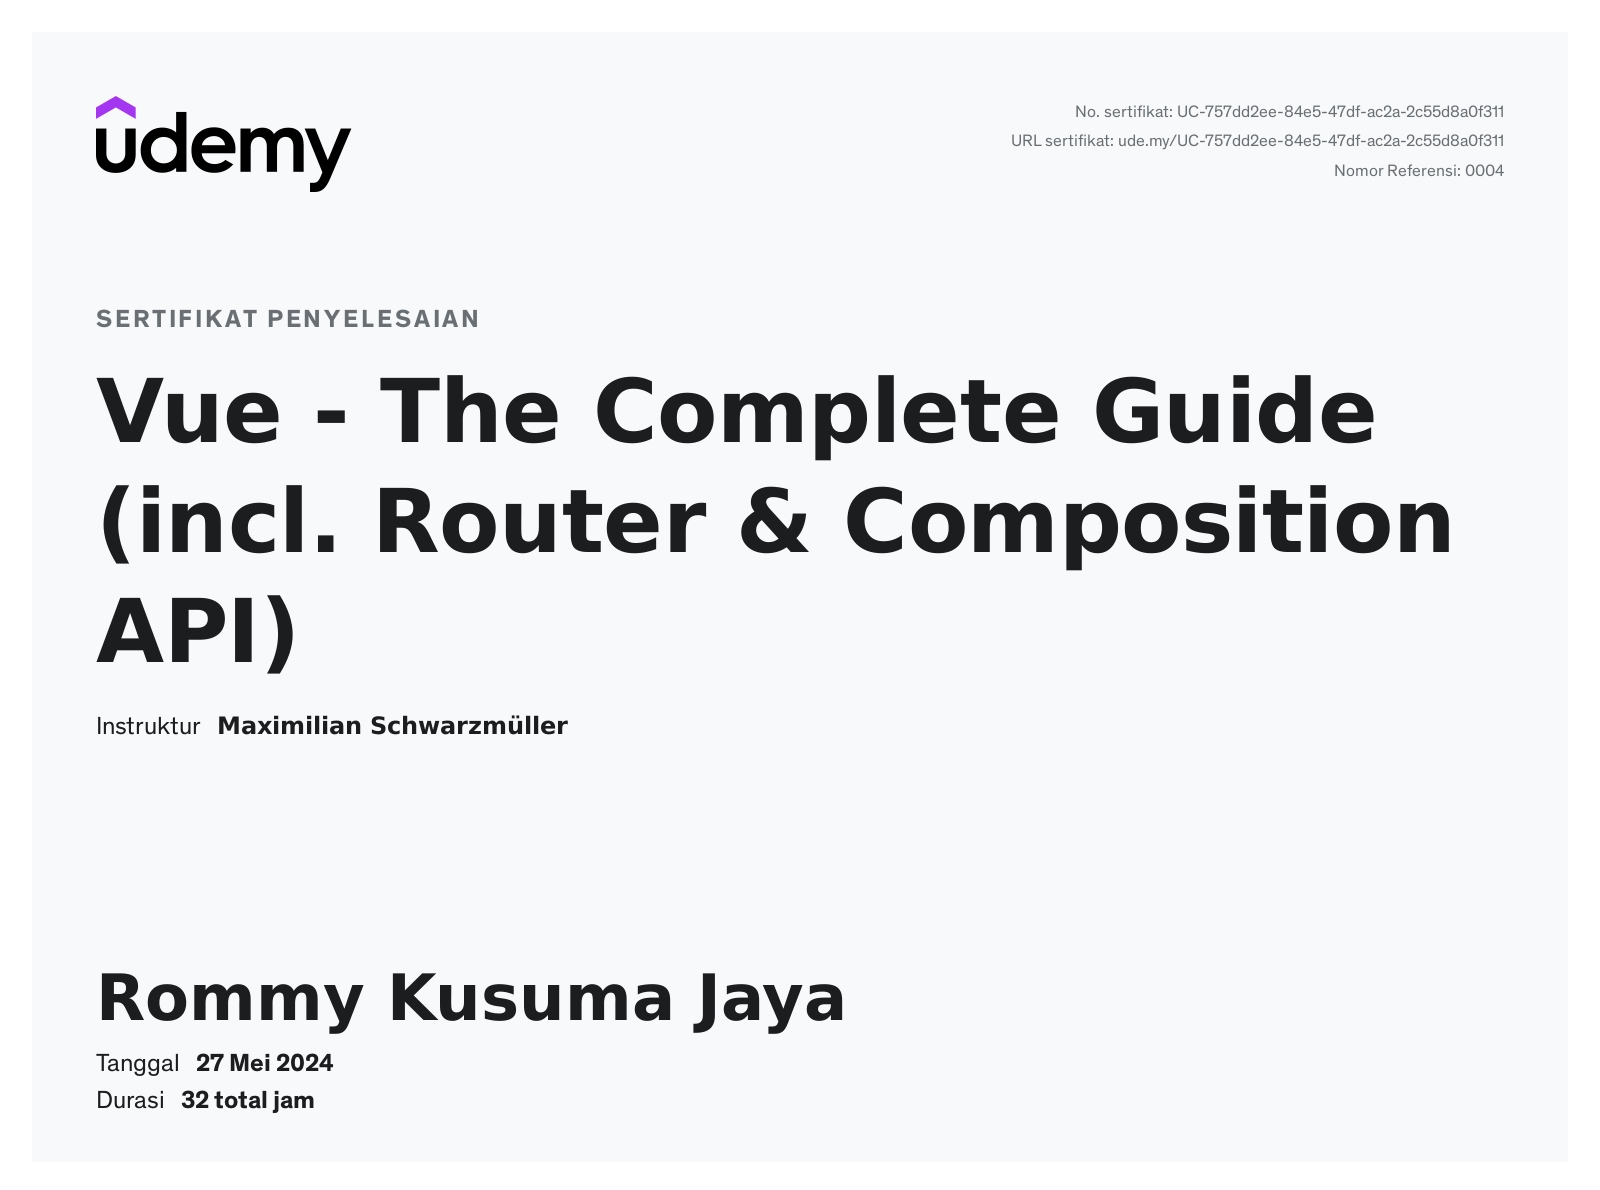 udemy
No. sertifikat: UC-757dd2ee-84e5-47df-ac2a-2c55d8a0f311
URL sertifikat: ude.my/UC-757dd2ee-84e5-47df-ac2a-2c55d8a0f311
Nomor Referensi: 0004
SERTIFIKAT PENYELESAIAN
Vue - The Complete Guide
(incl. Router & Composition
API)
Instruktur Maximilian Schwarzmüller
Rommy Kusuma Jaya
Tanggal 27 Mei 2024
Durasi 32 total jam